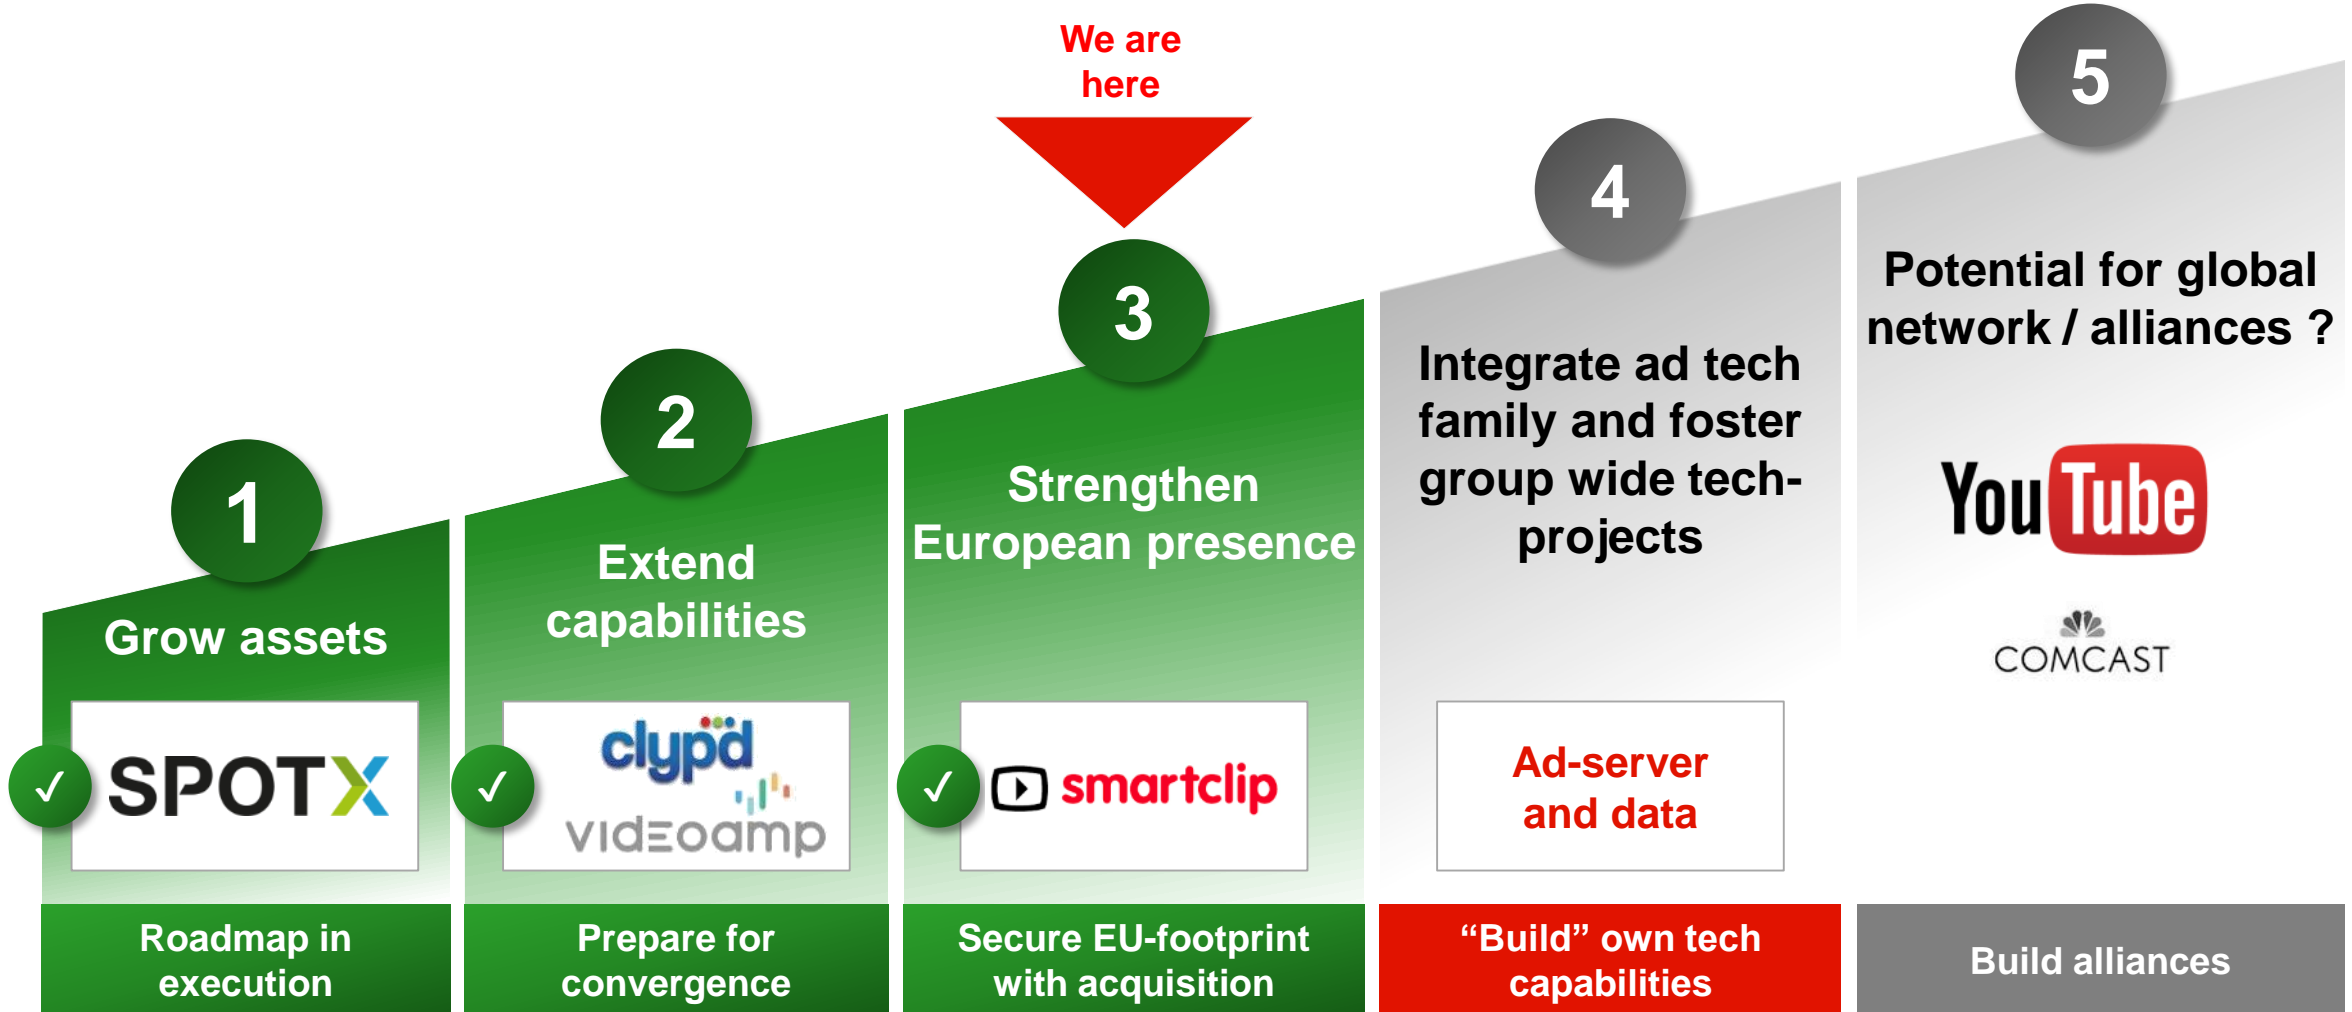 We are
here
1
Grow assets
✓
SPOTX
Roadmap in
execution
2
Extend
capabilities
✓
clypd
VIDEOAMP
Prepare for
convergence
3
Strengthen
European presence
✓
smartclip
Secure EU-footprint
with acquisition
4
Integrate ad tech
family and foster
group wide tech-
projects
Ad-server
and data
“Build” own tech
capabilities
5
Potential for global
network / alliances ?
YouTube
COMCAST
Build alliances